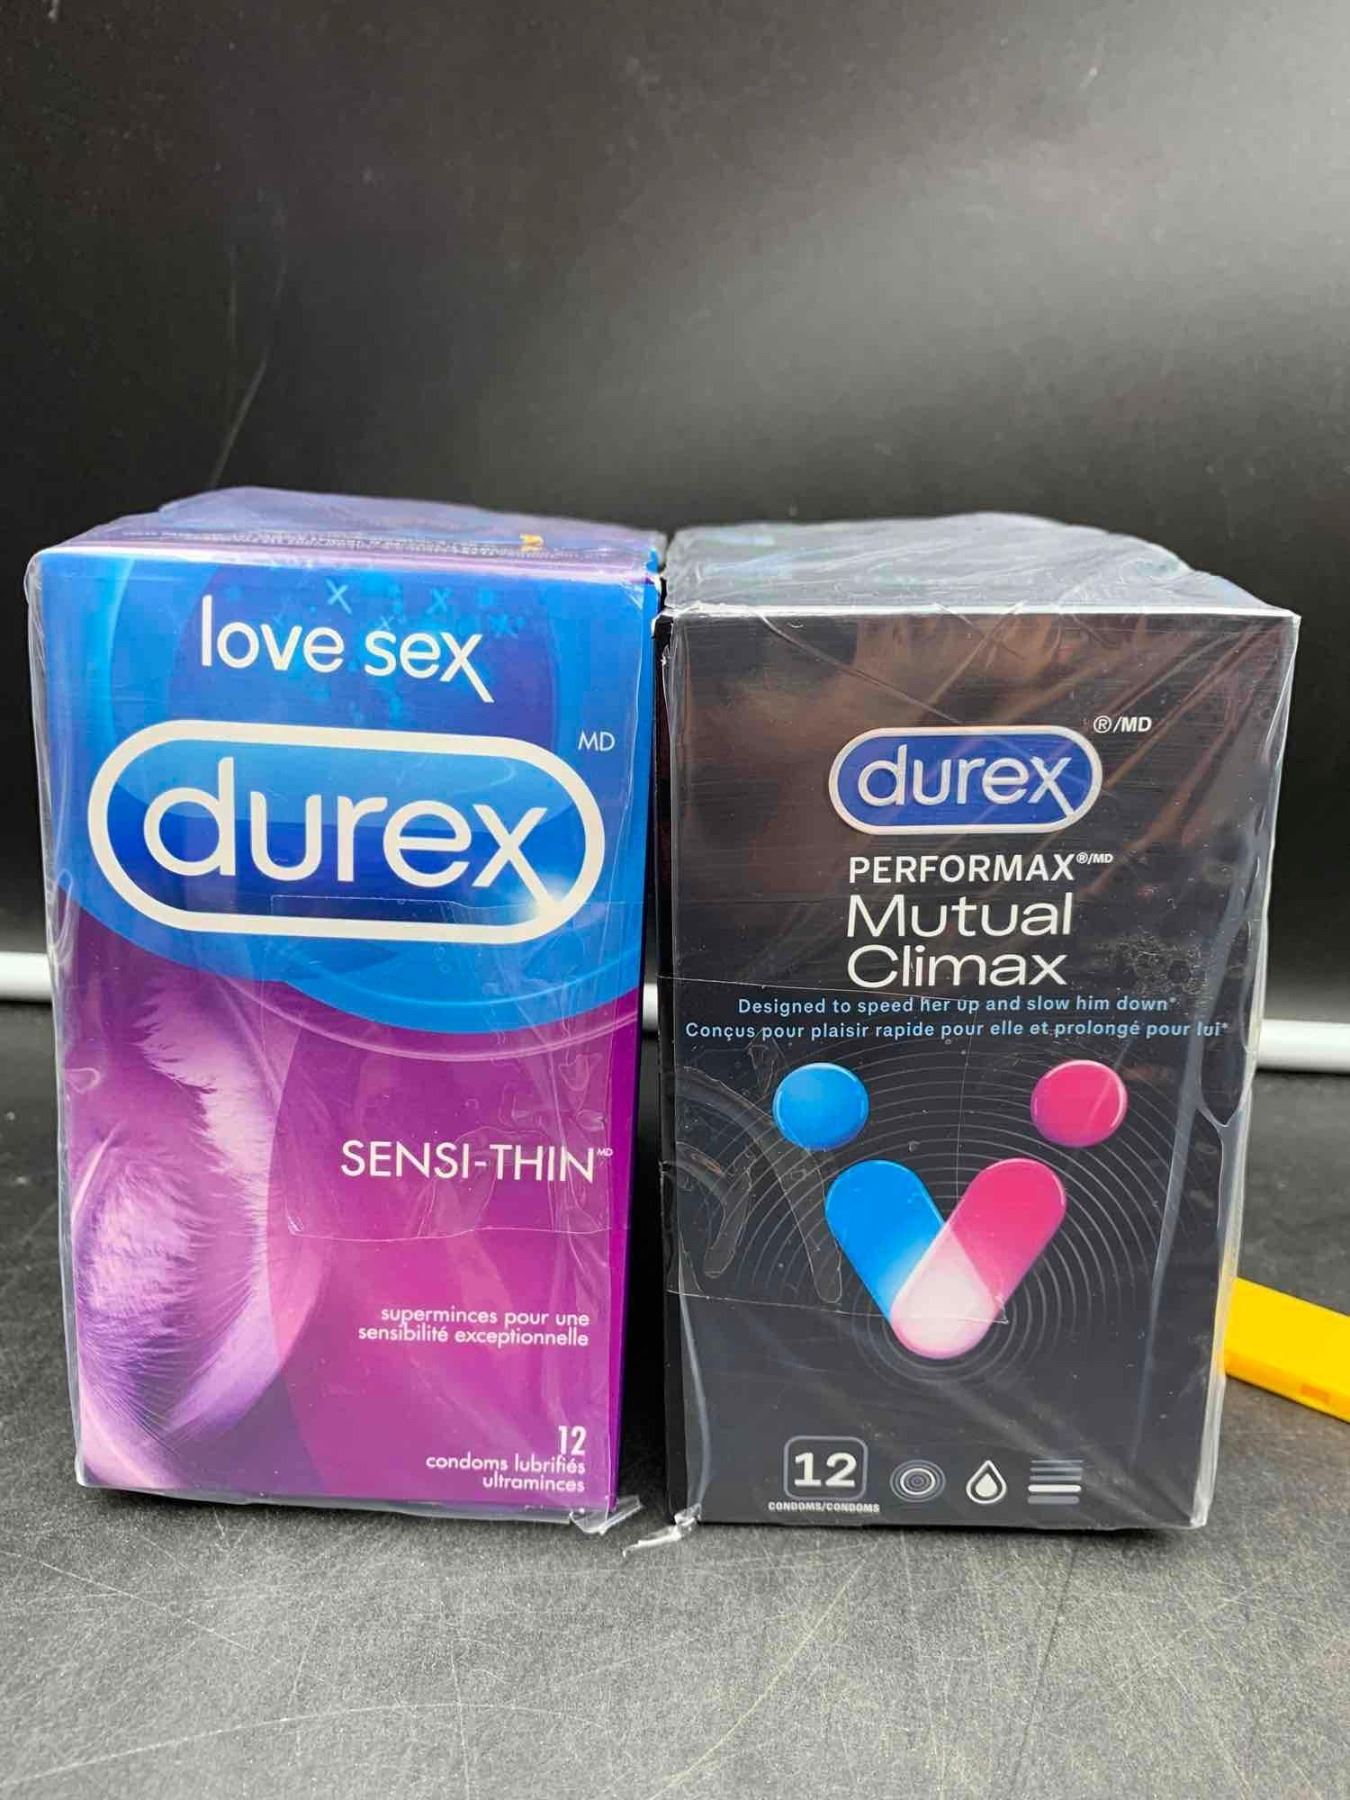 love sex
durex MD
SENSI-THIN MD
superminces pour une
sensibilité exceptionnelle
12
condoms lubrifiés
ultraminces
durex ®/MD
PERFORMAX®/MD
Mutual
Climax
Designed to speed her up and slow him down*
Conçus pour plaisir rapide pour elle et prolongé pour lui*
12
CONDOMS/CONDOMS